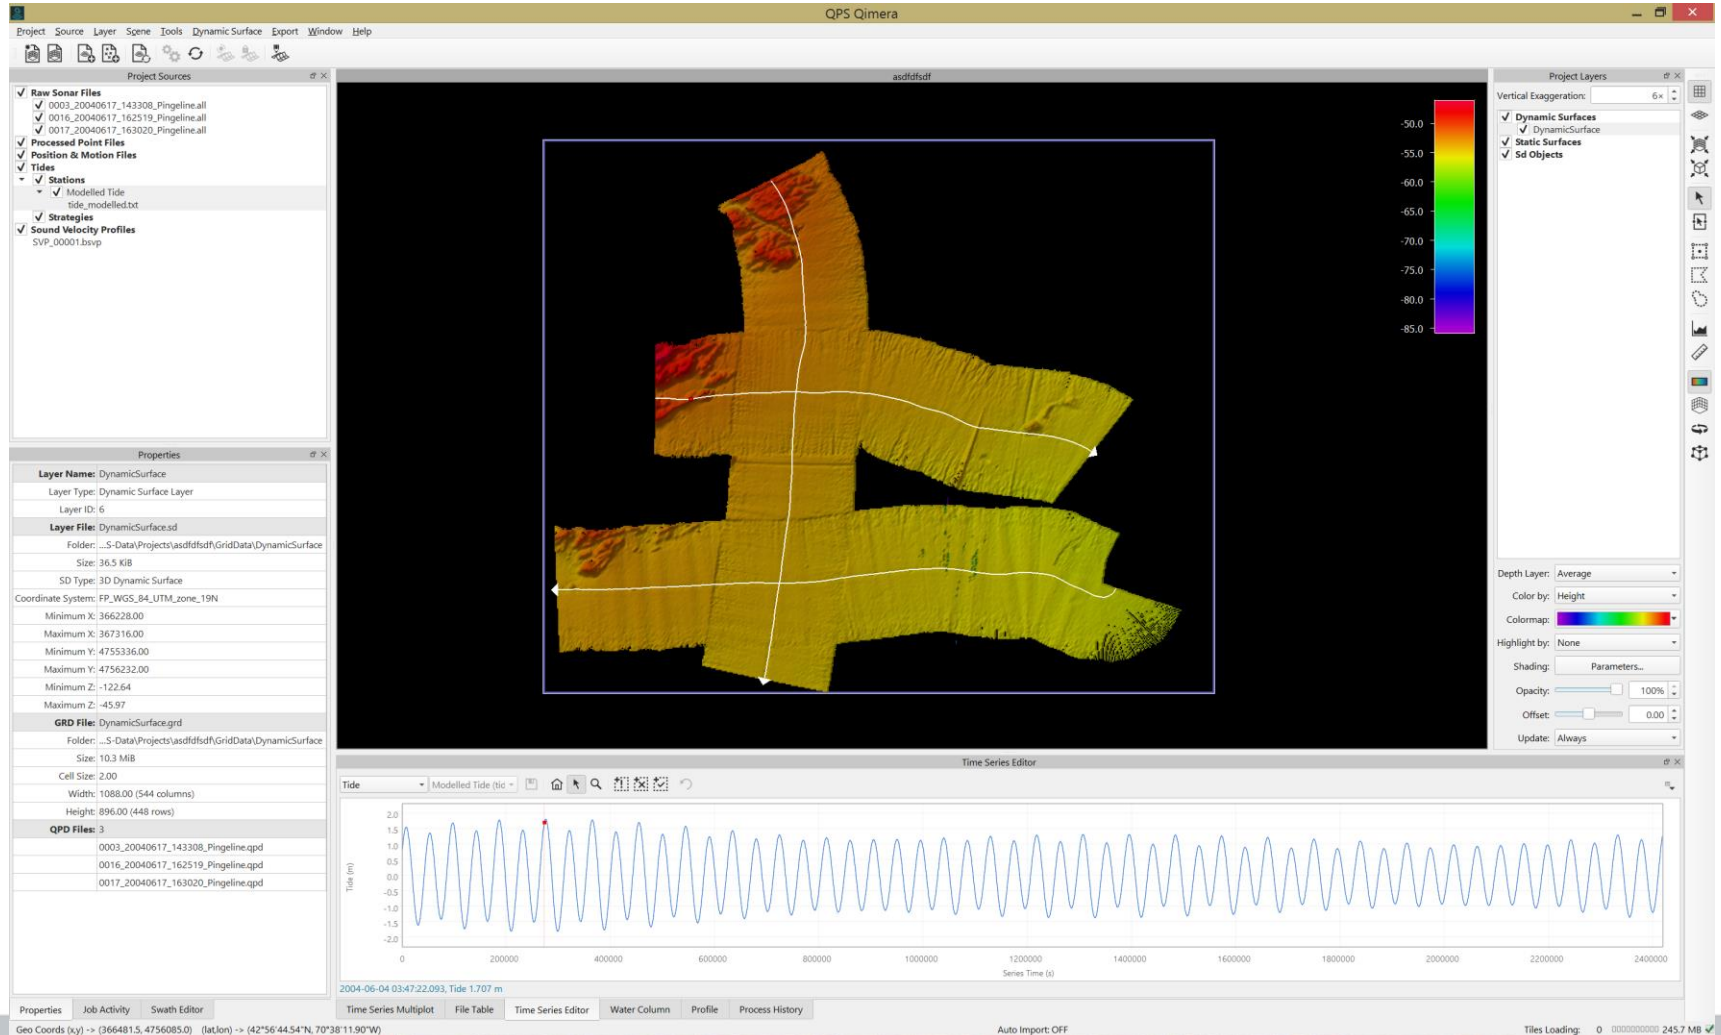 QPS Qimera
Project Source Layer Scene Tools Dynamic Surface Export Window Help
Project Sources
Raw Sonar Files
0003_20040617_143308_Pingeline.all
0016_20040617_162519_Pingeline.all
0017_20040617_163020_Pingeline.all
Processed Point Files
Position & Motion Files
Tides
Stations
Modelled Tide
tide_modelled.txt
Strategies
Sound Velocity Profiles
SVP_00001.bsvp
Properties
Layer Name: DynamicSurface
Layer Type: Dynamic Surface Layer
Layer ID: 6
Layer File: DynamicSurface.sd
Folder: ...S-Data\Projects\asdfdfsdf\GridData\DynamicSurface
Size: 36.5 KiB
SD Type: 3D Dynamic Surface
Coordinate System: FP_WGS_84_UTM_zone_19N
Minimum X: 366228.00
Maximum X: 367316.00
Minimum Y: 4755336.00
Maximum Y: 4756232.00
Minimum Z: -122.64
Maximum Z: -45.97
GRD File: DynamicSurface.grd
Folder: ...S-Data\Projects\asdfdfsdf\GridData\DynamicSurface
Size: 10.3 MiB
Cell Size: 2.00
Width: 1088.00 (544 columns)
Height: 896.00 (448 rows)
QPD Files: 3
0003_20040617_143308_Pingeline.qpd
0016_20040617_162519_Pingeline.qpd
0017_20040617_163020_Pingeline.qpd
Properties Job Activity Swath Editor
asdfdfsdf
-50.0
-55.0
-60.0
-65.0
-70.0
-75.0
-80.0
-85.0
Project Layers
Vertical Exaggeration: 6×
Dynamic Surfaces
DynamicSurface
Static Surfaces
Sd Objects
Depth Layer: Average
Color by: Height
Colormap:
Highlight by: None
Shading: Parameters...
Opacity: 100%
Offset: 0.00
Update: Always
Time Series Editor
Tide Modelled Tide (tid
2.0
1.5
1.0
0.5
0.0
-0.5
-1.0
-1.5
-2.0
Tide (m)
0 200000 400000 600000 800000 1000000 1200000 1400000 1600000 1800000 2000000 2200000 2400000
Series Time (s)
2004-06-04 03:47:22.093, Tide 1.707 m
Time Series Multiplot File Table Time Series Editor Water Column Profile Process History
Geo Coords (x,y) -> (366481.5, 4756085.0) (lat,lon) -> (42°56'44.54"N, 70°38'11.90"W)
Auto Import: OFF
Tiles Loading: 0 245.7 MB